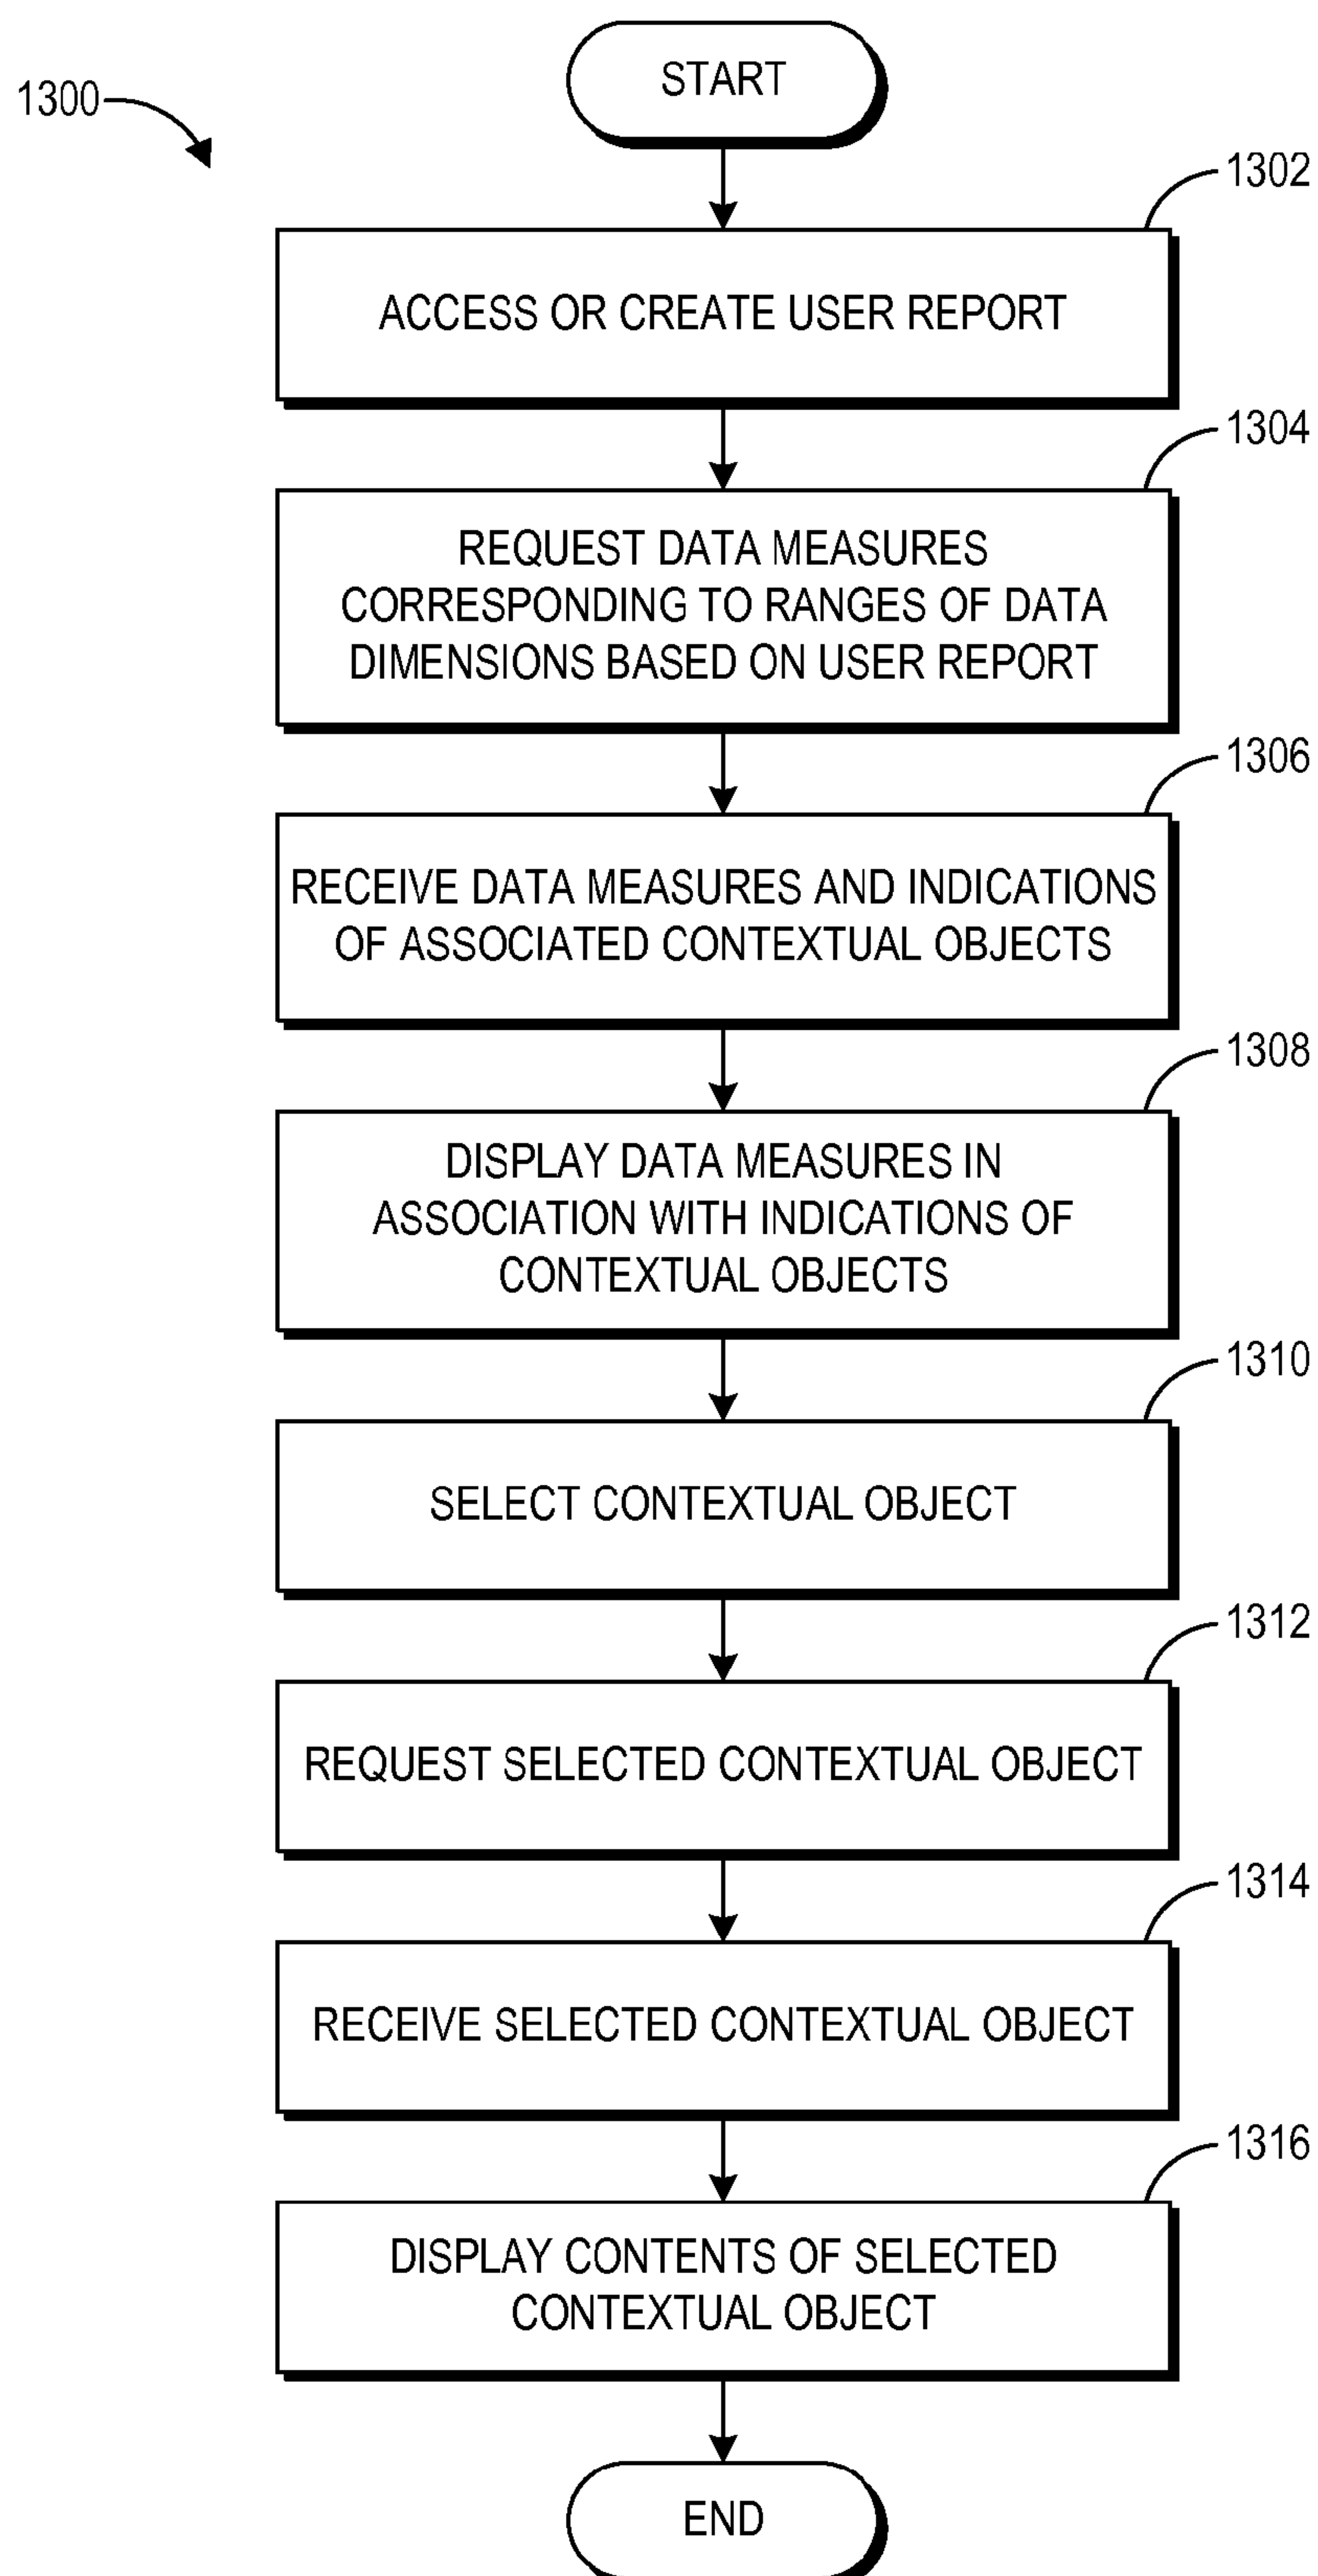 START
1300
1302
ACCESS OR CREATE USER REPORT
1304
REQUEST DATA MEASURES
CORRESPONDING TO RANGES OF DATA
DIMENSIONS BASED ON USER REPORT
1306
RECEIVE DATA MEASURES AND INDICATIONS
OF ASSOCIATED CONTEXTUAL OBJECTS
1308
DISPLAY DATA MEASURES IN
ASSOCIATION WITH INDICATIONS OF
CONTEXTUAL OBJECTS
1310
SELECT CONTEXTUAL OBJECT
1312
REQUEST SELECTED CONTEXTUAL OBJECT
1314
RECEIVE SELECTED CONTEXTUAL OBJECT
1316
DISPLAY CONTENTS OF SELECTED
CONTEXTUAL OBJECT
END